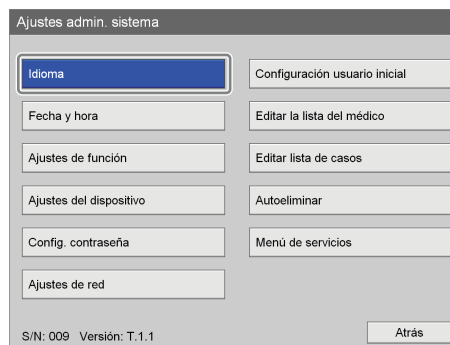 Ajustes admin. sistema
Idioma
Fecha y hora
Ajustes de función
Ajustes del dispositivo
Config. contraseña
Ajustes de red
Configuración usuario inicial
Editar la lista del médico
Editar lista de casos
Autoeliminar
Menú de servicios
S/N: 009 Versión: T.1.1
Atrás